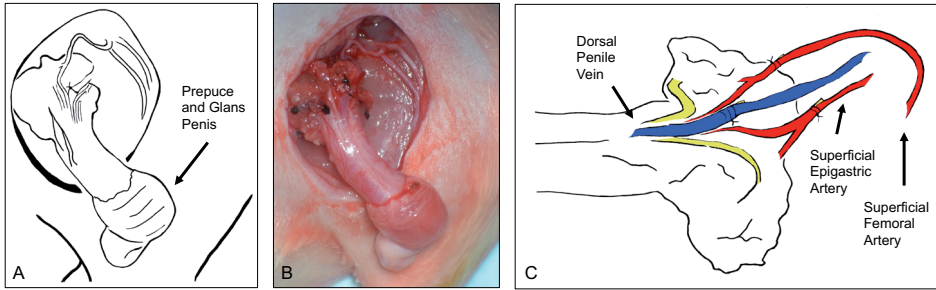 Prepuce
and Glans
Penis
A
B
Dorsal
Penile
Vein
Superficial
Epigastric
Artery
Superficial
Femoral
Artery
C